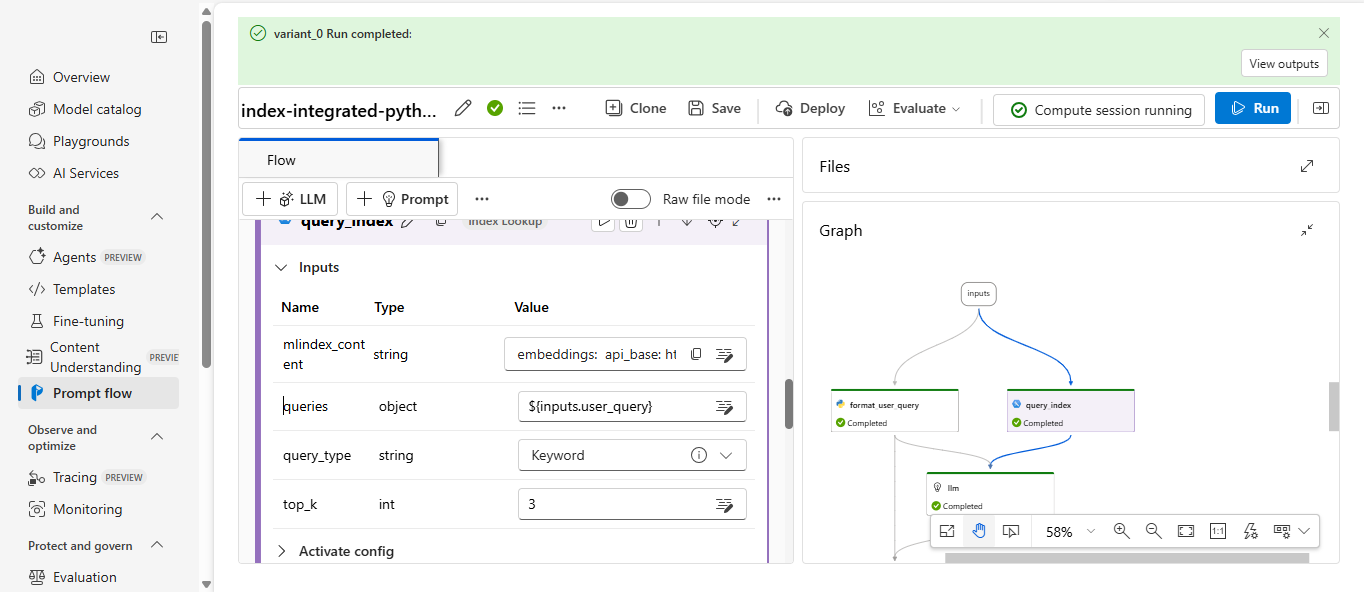 variant_0 Run completed:
View outputs
Overview
Model catalog
Playgrounds
AI Services
Build and
customize
Agents PREVIEW
Templates
Fine-tuning
Content
Understanding PREVIE
Prompt flow
Observe and
optimize
Tracing PREVIEW
Monitoring
Protect and govern
Evaluation
index-integrated-pyth...
Clone
Save
Deploy
Evaluate
Compute session running
Run
Flow
LLM
Prompt
Raw file mode
query_index
Index Lookup
Inputs
Name Type Value
mlindex_cont
ent
string
embeddings: api_base: ht
queries object ${inputs.user_query}
query_type string Keyword
top_k int 3
Activate config
Files
Graph
inputs
format_user_query
Completed
query_index
Completed
llm
Completed
58%
1:1